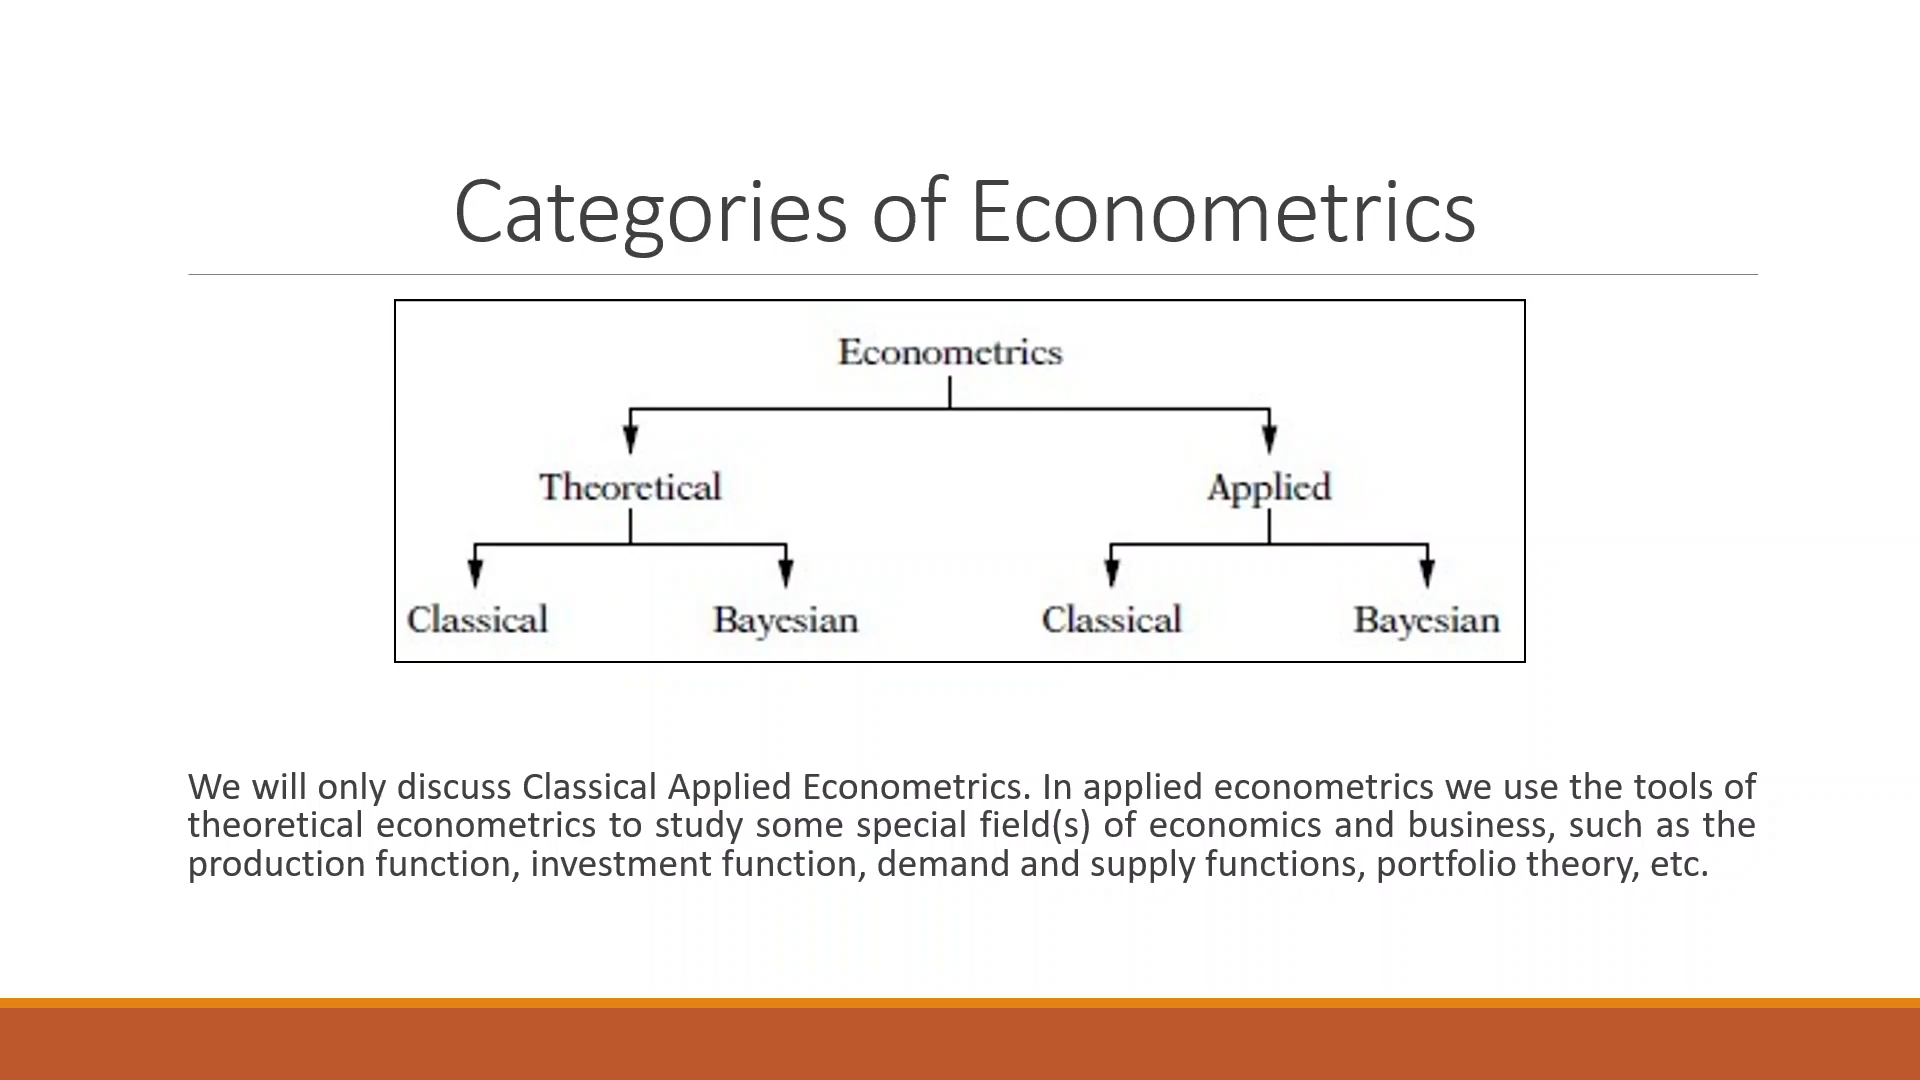 Categories of Econometrics
Econometrics
Theoretical Applied
Classical Bayesian Classical Bayesian
We will only discuss Classical Applied Econometrics. In applied econometrics we use the tools of
theoretical econometrics to study some special field(s) of economics and business, such as the
production function, investment function, demand and supply functions, portfolio theory, etc.